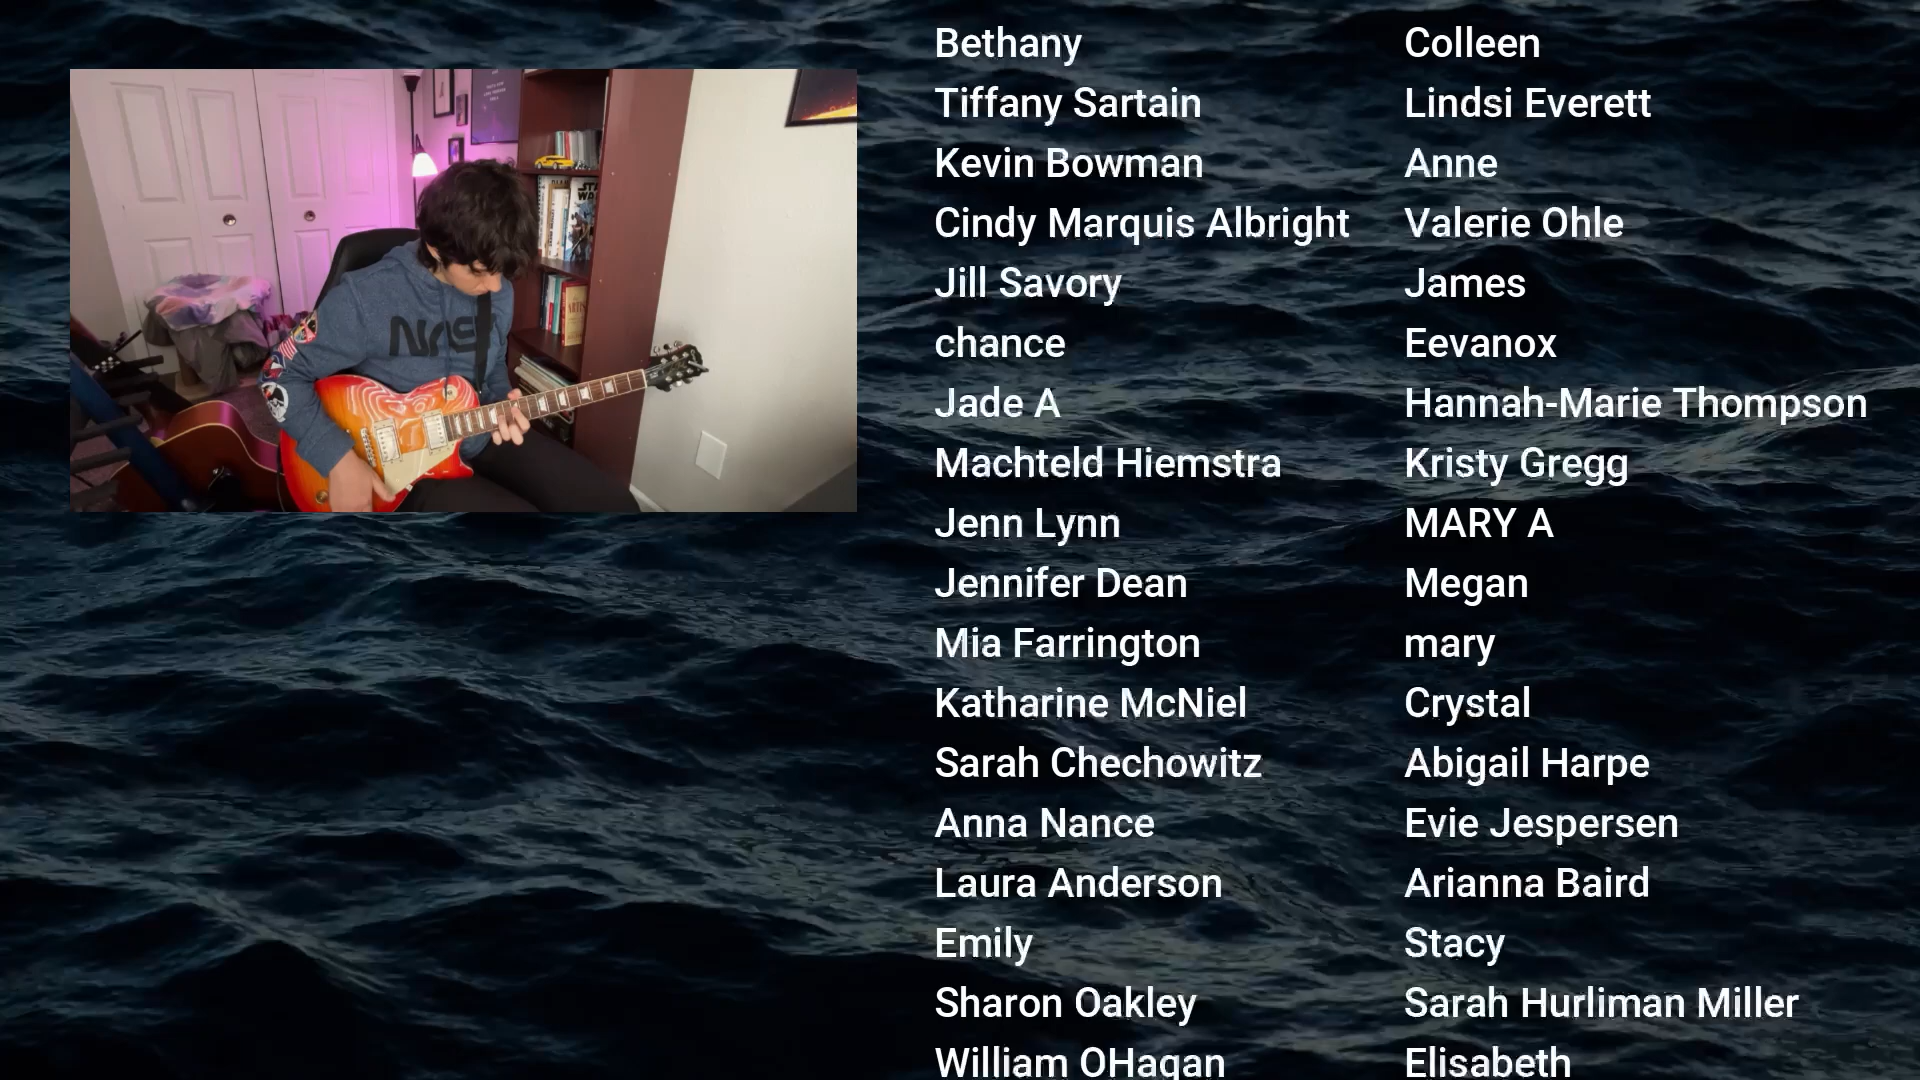 Bethany
Tiffany Sartain
Kevin Bowman
Cindy Marquis Albright
Jill Savory
chance
Jade A
Machteld Hiemstra
Jenn Lynn
Jennifer Dean
Mia Farrington
Katharine McNiel
Sarah Chechowitz
Anna Nance
Laura Anderson
Emily
Sharon Oakley
William OHagan
Colleen
Lindsi Everett
Anne
Valerie Ohle
James
Eevanox
Hannah-Marie Thompson
Kristy Gregg
MARY A
Megan
mary
Crystal
Abigail Harpe
Evie Jespersen
Arianna Baird
Stacy
Sarah Hurliman Miller
Elisabeth
STAR